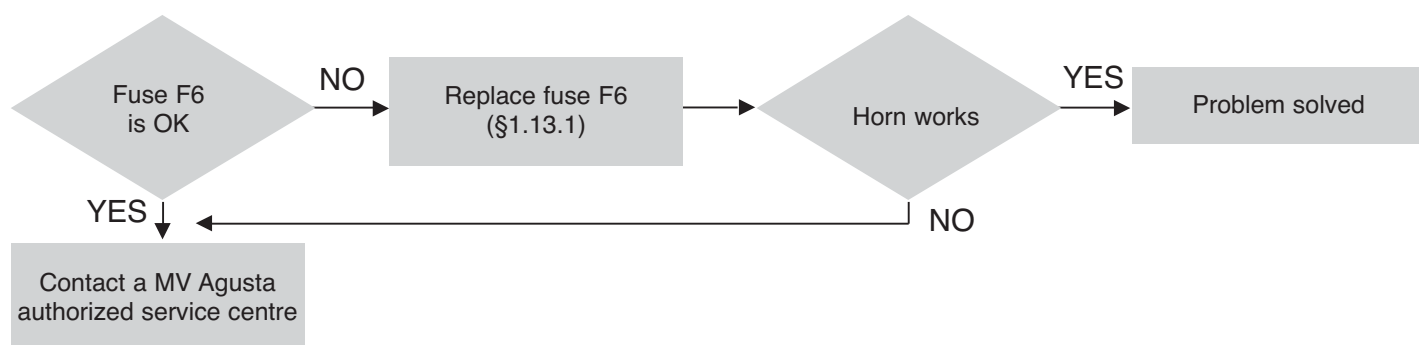 Fuse F6
is OK
NO
Replace fuse F6
(§1.13.1)
Horn works
YES
Problem solved
YES
NO
Contact a MV Agusta
authorized service centre